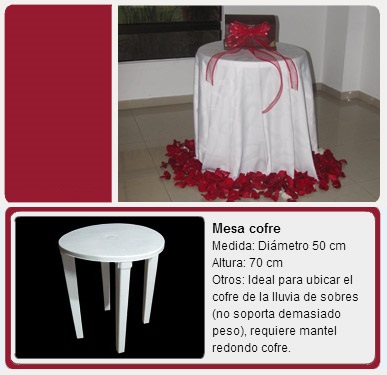 Mesa cofre
Medida: Diámetro 50 cm
Altura: 70 cm
Otros: Ideal para ubicar el
cofre de la lluvia de sobres
(no soporta demasiado
peso), requiere mantel
redondo cofre.